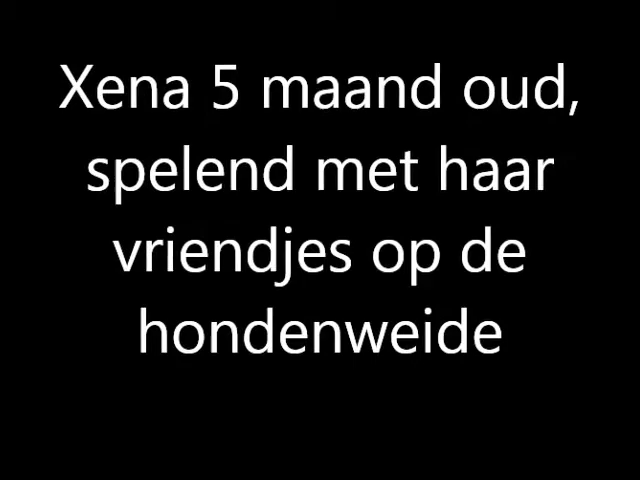 Xena 5 maand oud,
spelend met haar
vriendjes op de
hondenweide